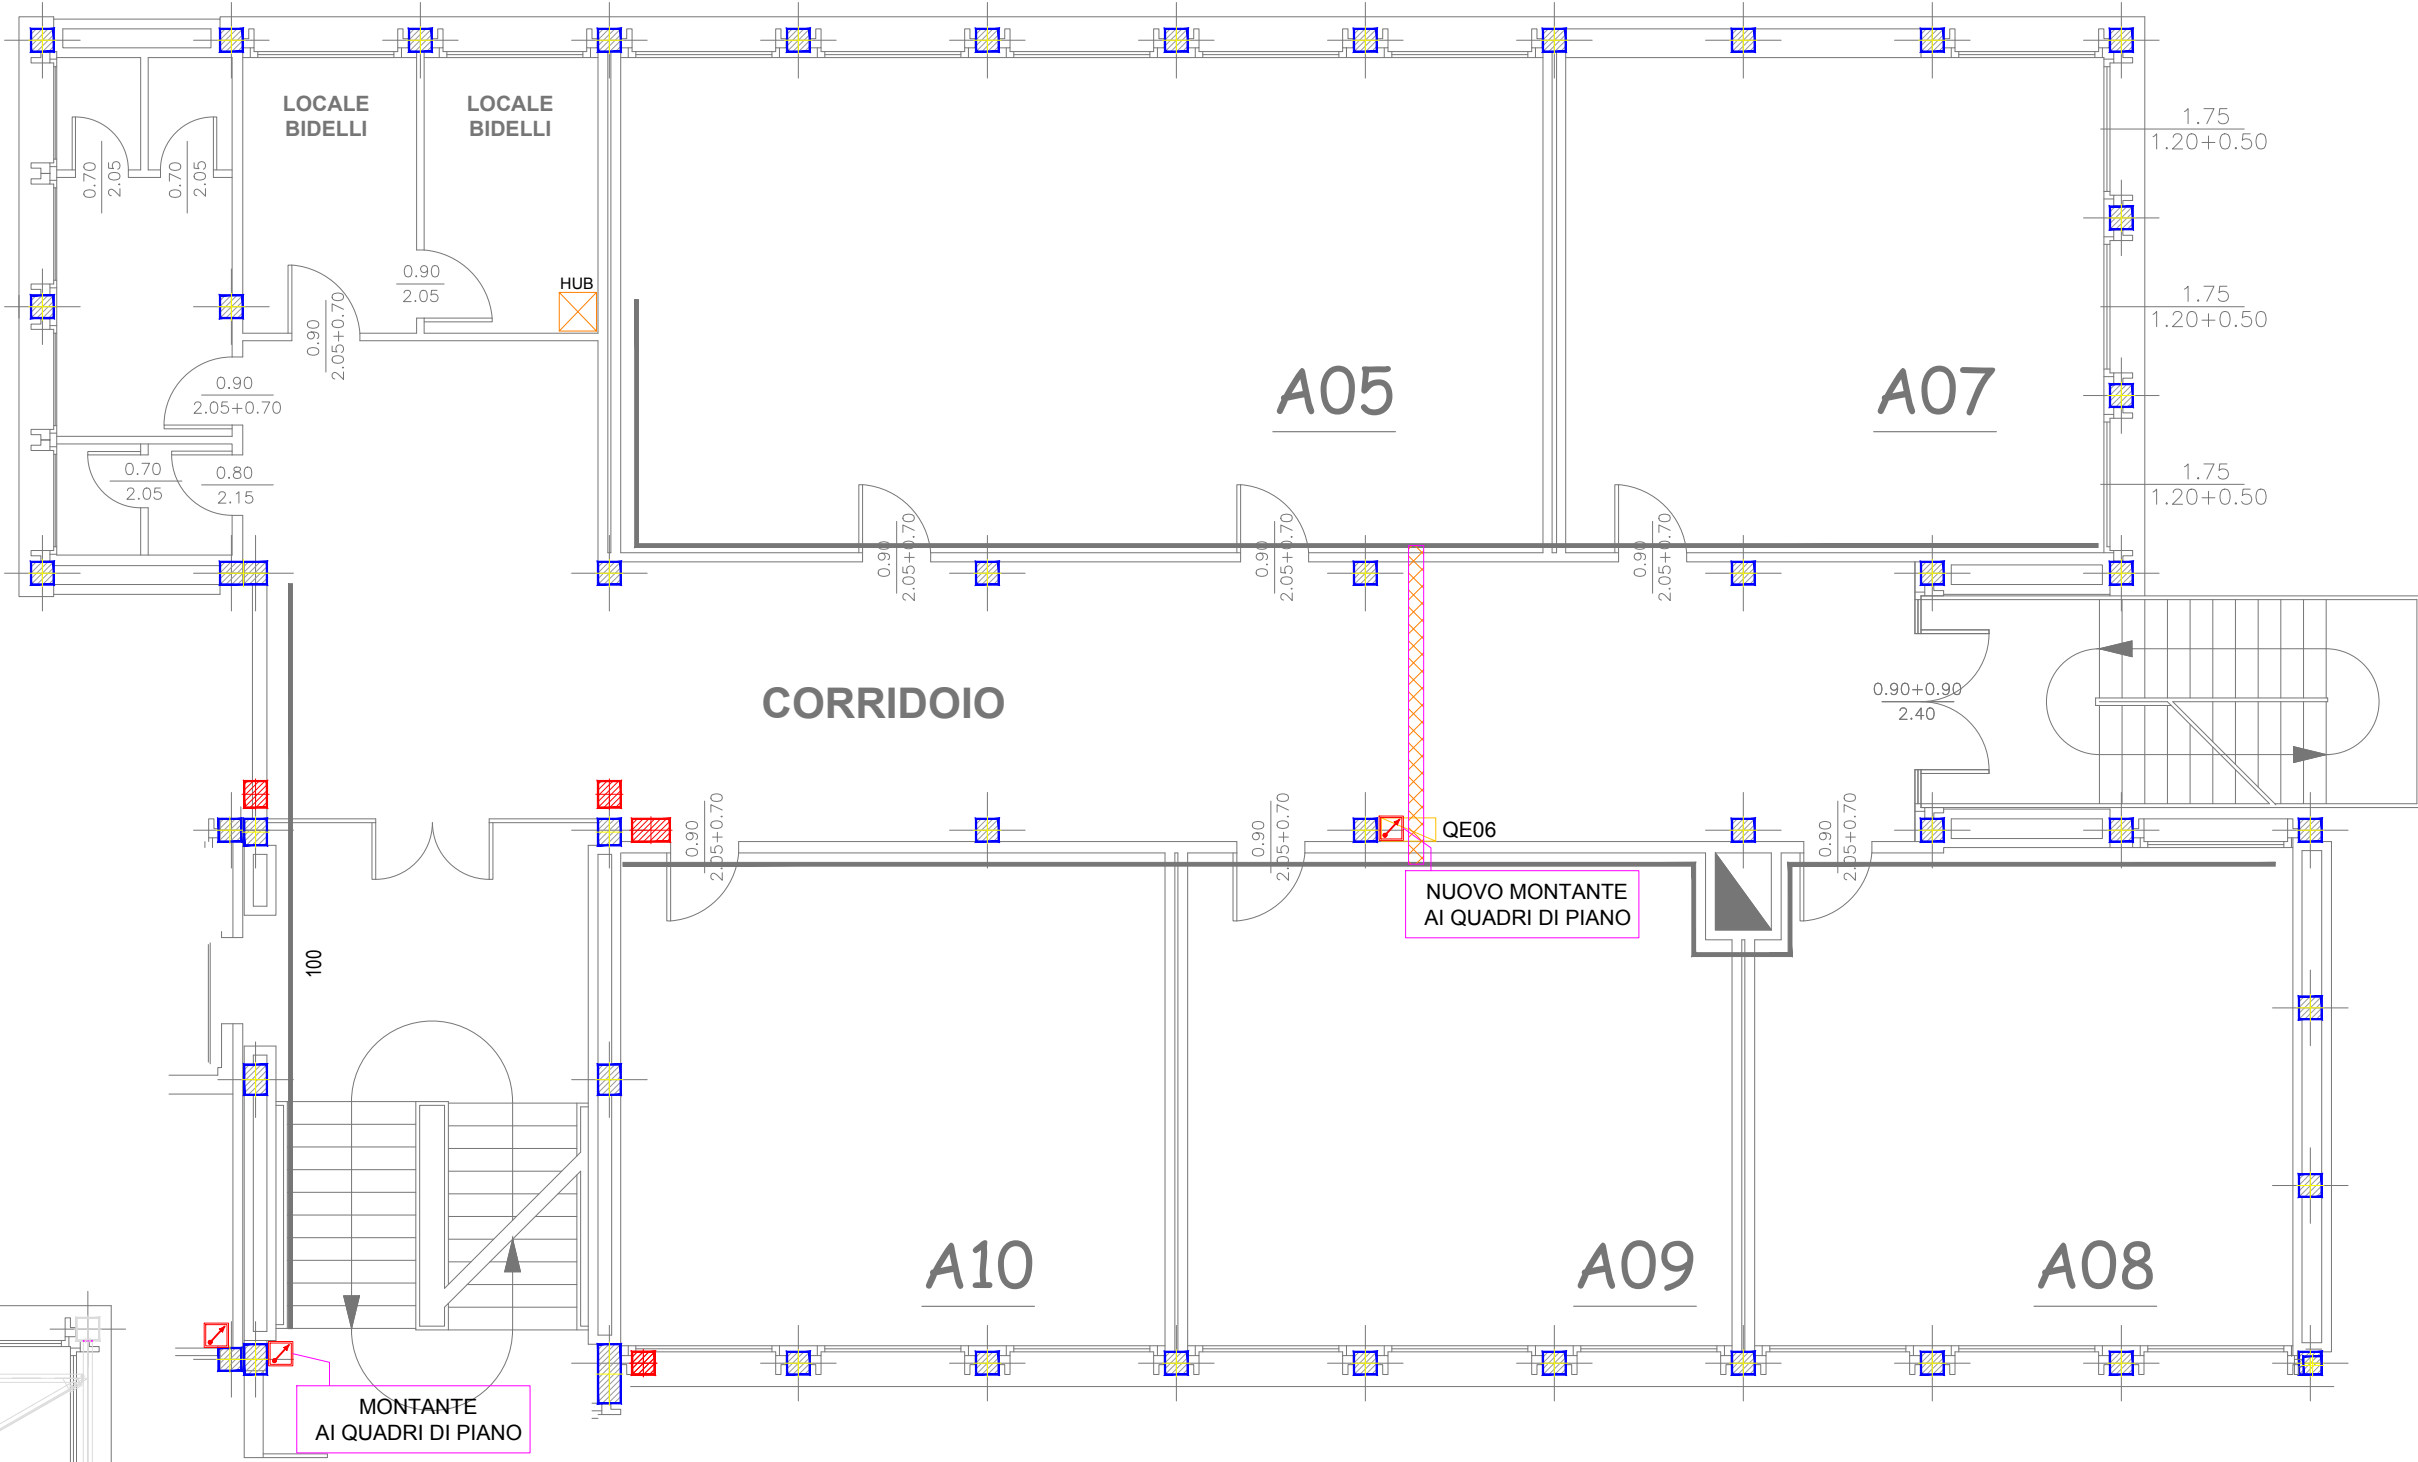 LOCALE
BIDELLI
LOCALE
BIDELLI
1.75
1.20+0.50
0.70
2.05
0.70
2.05
0.90
2.05
HUB
0.90
2.05+0.70
1.75
1.20+0.50
0.90
2.05+0.70
A05
A07
0.70
2.05
0.80
2.15
1.75
1.20+0.50
0.90
2.05+0.70
0.90
2.05+0.70
0.90
2.05+0.70
CORRIDOIO
0.90+0.90
2.40
0.90
2.05+0.70
0.90
2.05+0.70
QE06
0.90
2.05+0.70
NUOVO MONTANTE
AI QUADRI DI PIANO
100
A10
A09
A08
MONTANTE
AI QUADRI DI PIANO